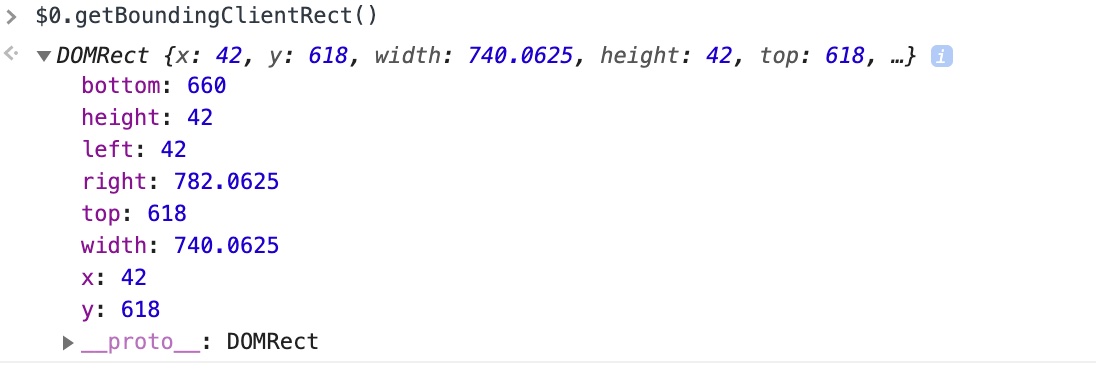 > $0.getBoundingClientRect()
DOMRect {x: 42, y: 618, width: 740.0625, height: 42, top: 618, …} i
bottom: 660
height: 42
left: 42
right: 782.0625
top: 618
width: 740.0625
x: 42
y: 618
__proto__: DOMRect